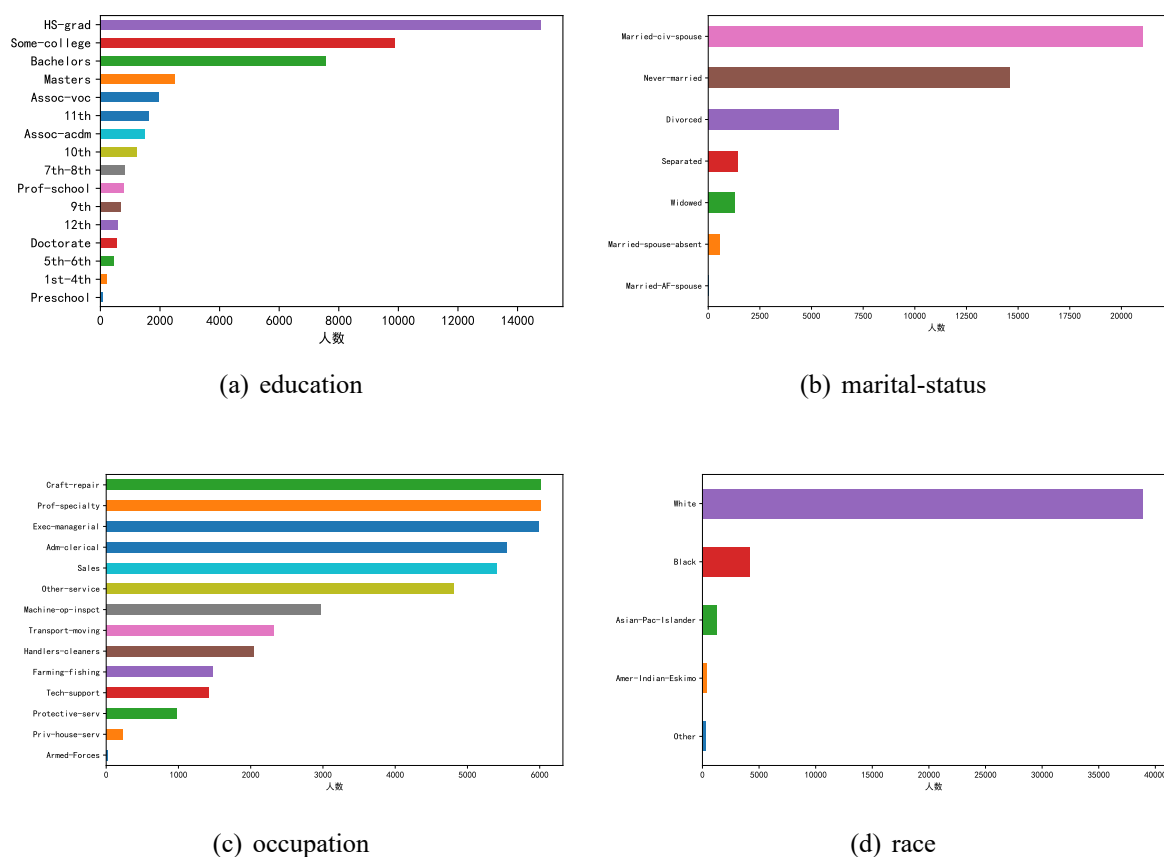 HS-grad
Some-college
Bachelors
Masters
Assoc-voc
11th
Assoc-acdm
10th
7th-8th
Prof-school
9th
12th
Doctorate
5th-6th
1st-4th
Preschool
0 2000 4000 6000 8000 10000 12000 14000
人数
(a) education
Married-civ-spouse
Never-married
Divorced
Separated
Widowed
Married-spouse-absent
Married-AF-spouse
0 2500 5000 7500 10000 12500 15000 17500 20000
人数
(b) marital-status
Craft-repair
Prof-specialty
Exec-managerial
Adm-clerical
Sales
Other-service
Machine-op-inspct
Transport-moving
Handlers-cleaners
Farming-fishing
Tech-support
Protective-serv
Priv-house-serv
Armed-Forces
0 1000 2000 3000 4000 5000 6000
人数
(c) occupation
White
Black
Asian-Pac-Islander
Amer-Indian-Eskimo
Other
0 5000 10000 15000 20000 25000 30000 35000 40000
人数
(d) race